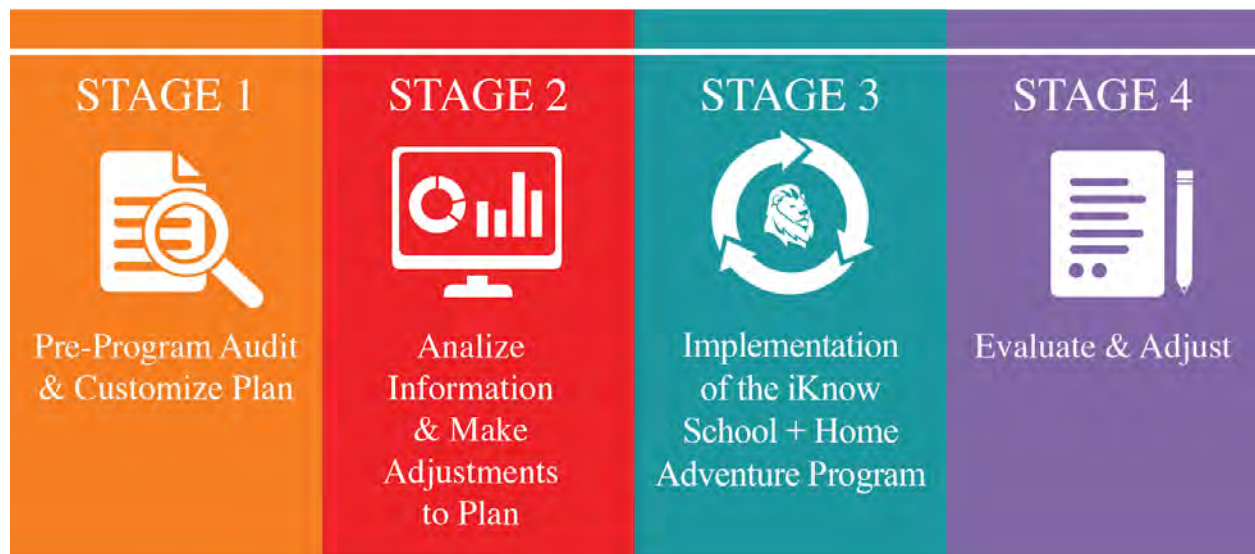 STAGE 1
Pre-Program Audit
& Customize Plan
STAGE 2
Analize
Information
& Make
Adjustments
to Plan
STAGE 3
Implementation
of the iKnow
School + Home
Adventure Program
STAGE 4
Evaluate & Adjust